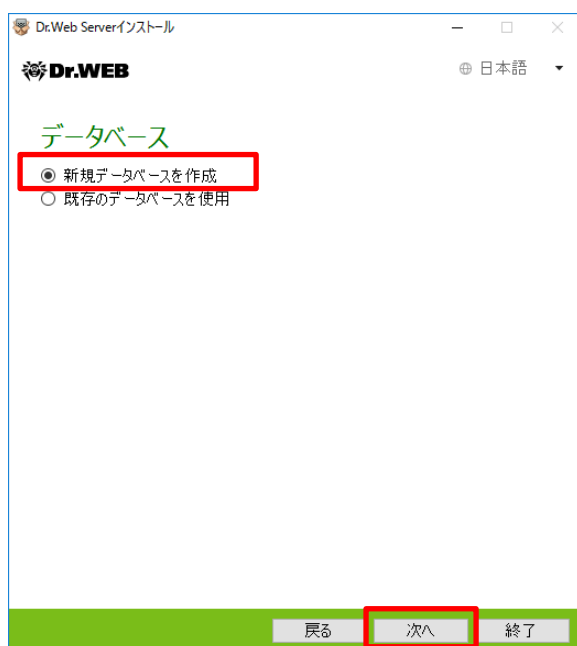 Dr.Web Serverインストール
Dr.WEB
日本語
データベース
新規データベースを作成
既存のデータベースを使用
戻る 次へ 終了